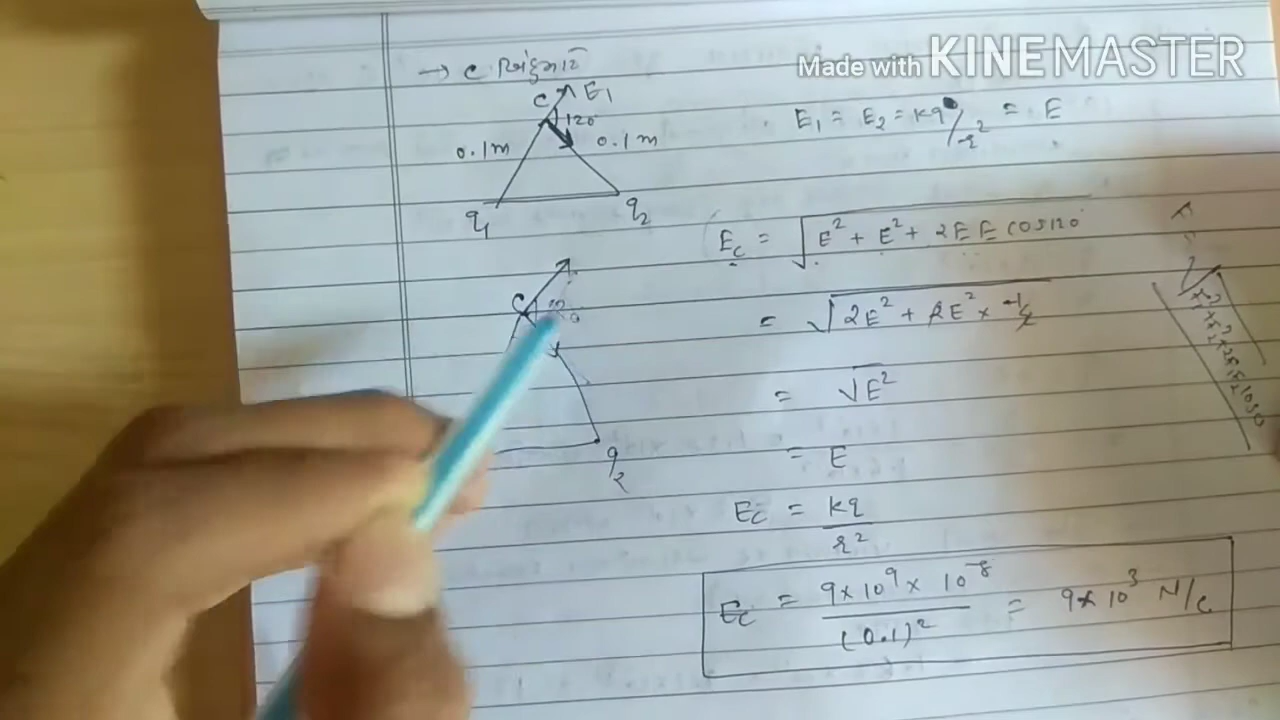 Made with KINEMASTER
→ C બિંદુમાટે
C E1
120°
0.1m 0.1m
q1 q2
C
q2
E1 = E2 = kq/r² = E
EC = √E² + E² + 2EE cos120
= √2E² + 2E² × -1/2
= √E²
= E
EC = kq/r²
EC = 9×10⁹ × 10⁻⁸/(0.1)² = 9×10³ N/C